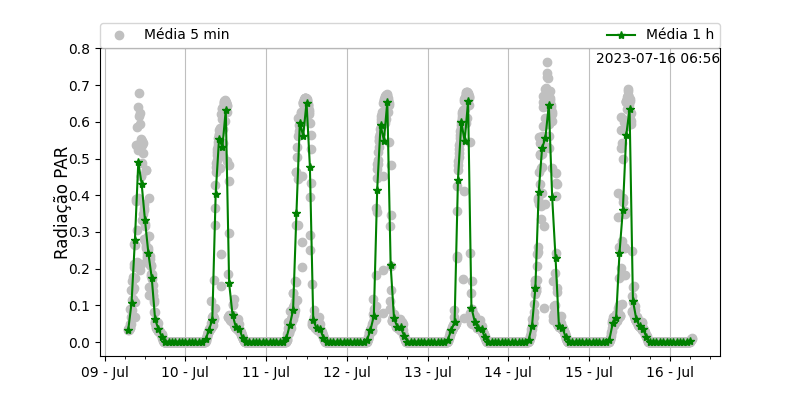 Média 5 min
Média 1 h
2023-07-16 06:56
Radiação PAR
0.8
0.7
0.6
0.5
0.4
0.3
0.2
0.1
0.0
09 - Jul
10 - Jul
11 - Jul
12 - Jul
13 - Jul
14 - Jul
15 - Jul
16 - Jul